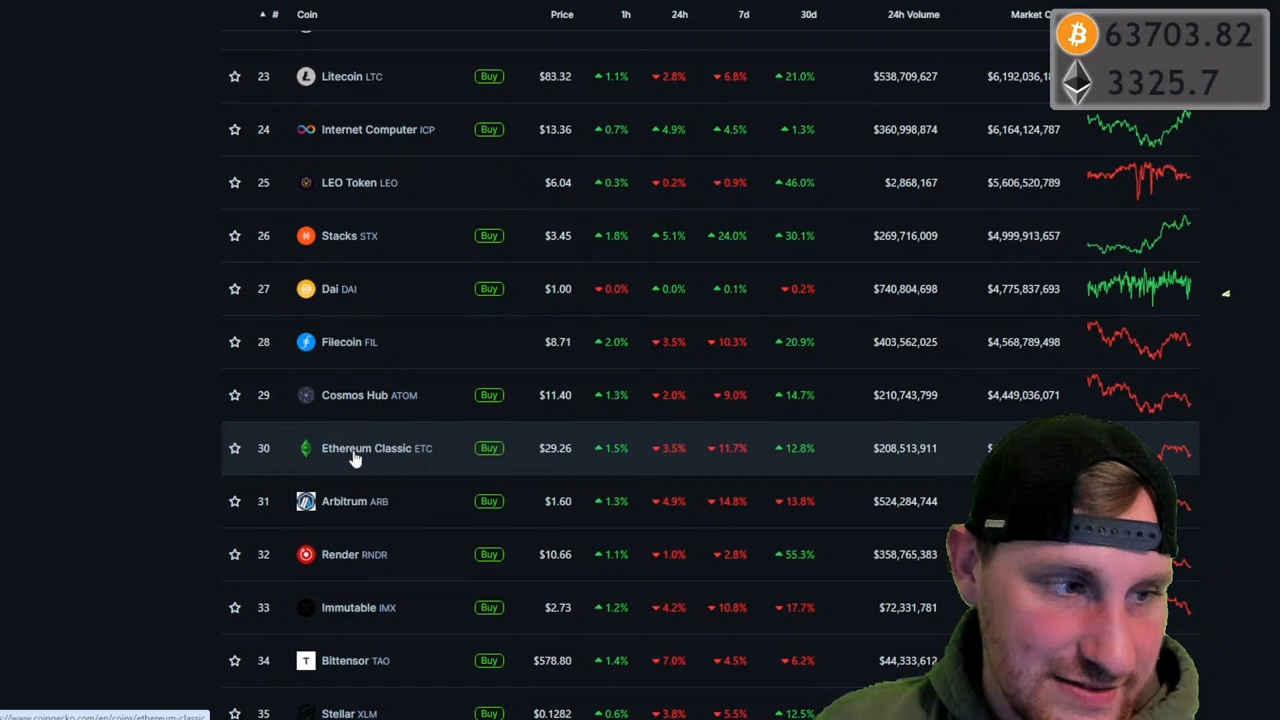 # Coin Price 1h 24h 7d 30d 24h Volume Market C
63703.82
3325.7
23 Litecoin LTC Buy $83.32 1.1% 2.8% 6.8% 21.0% $538,709,627 $6,192,036,1
24 Internet Computer ICP Buy $13.36 0.7% 4.9% 4.5% 1.3% $360,998,874 $6,164,124,787
25 LEO Token LEO $6.04 0.3% 0.2% 0.9% 46.0% $2,868,167 $5,606,520,789
26 Stacks STX Buy $3.45 1.8% 5.1% 24.0% 30.1% $269,716,009 $4,999,913,657
27 Dai DAI Buy $1.00 0.0% 0.0% 0.1% 0.2% $740,804,698 $4,775,837,693
28 Filecoin FIL Buy $8.71 2.0% 3.5% 10.3% 20.9% $403,562,025 $4,568,789,498
29 Cosmos Hub ATOM Buy $11.40 1.3% 2.0% 9.0% 14.7% $210,743,799 $4,449,036,071
30 Ethereum Classic ETC Buy $29.26 1.5% 3.5% 11.7% 12.8% $208,513,911 $
31 Arbitrum ARB Buy $1.60 1.3% 4.9% 14.8% 13.8% $524,284,744
32 Render RNDR Buy $10.66 1.1% 1.0% 2.8% 55.3% $358,765,383
33 Immutable IMX Buy $2.73 1.2% 4.2% 10.8% 17.7% $72,331,781
34 T Bittensor TAO Buy $578.80 1.4% 7.0% 4.5% 6.2% $44,333,612
35 Stellar XLM Buy $0.1282 0.6% 3.8% 5.5% 12.5%
s://www.coingecko.com/en/coins/ethereum-classic